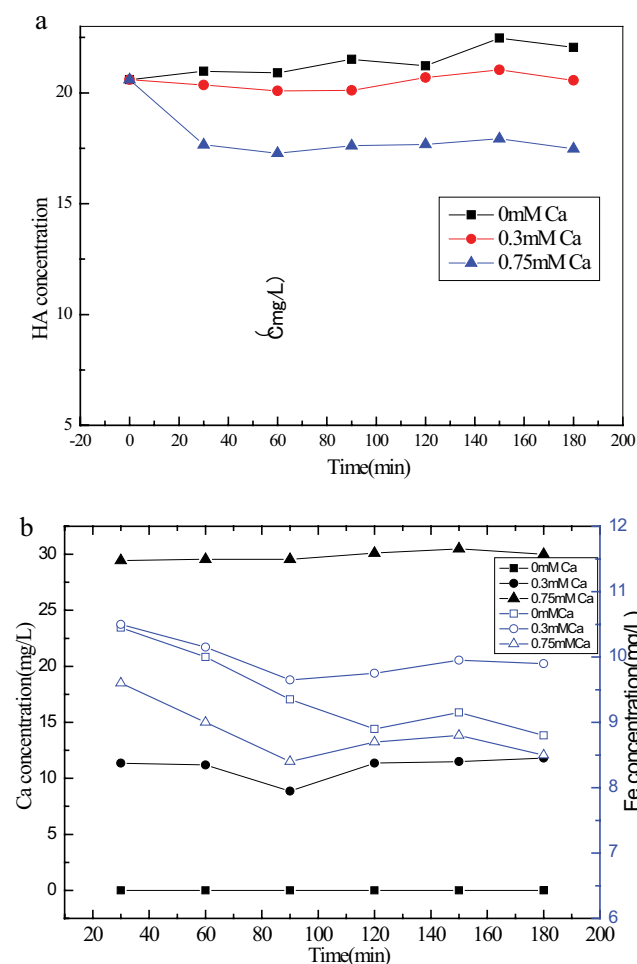 a
20
15
10
5
HA concentration
(mg/L)
0mM Ca
0.3mM Ca
0.75mM Ca
-20 0 20 40 60 80 100 120 140 160 180 200
Time(min)
b
30
25
20
15
10
5
0
Ca concentration(mg/L)
12
11
10
9
8
7
6
Fe concentration(mg/L)
0mM Ca
0.3mM Ca
0.75mM Ca
0mMCa
0.3mMCa
0.75mMCa
20 40 60 80 100 120 140 160 180 200
Time(min)